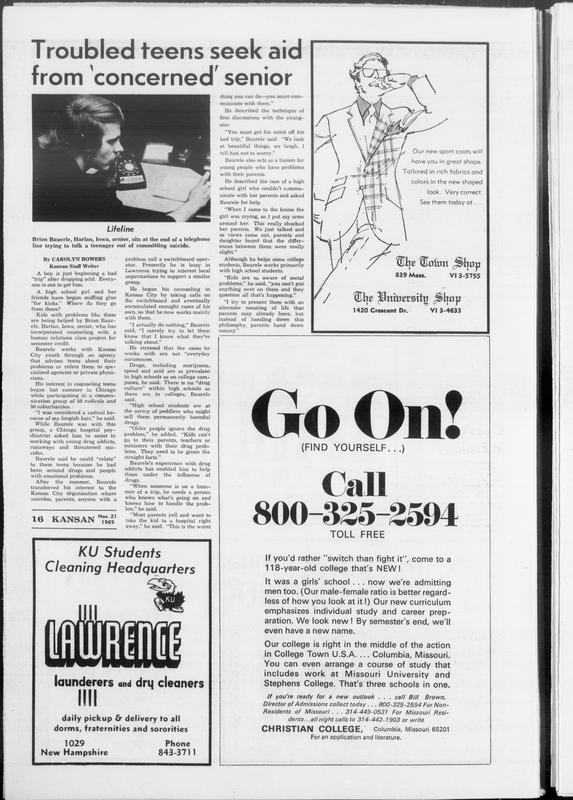 Troubled teens seek aid
from 'concerned' senior
Lifeline
Brian Bauerle, Harlan, Iowa, senior, sits at the end of a telephone
line trying to talk a teenager out of committing suicide.
By CAROLYN BOWERS
Kansan Staff Writer
A boy is just beginning a bad
"trip" after dropping acid. Every-
one is out to get him.
A high school girl and her
friends have begun sniffing glue
"for kicks." Where do they go
from there?
Kids with problems like these
are being helped by Brian Baur-
ele, Harlan, Iowa, senior, who has
incorporated counseling with a
human relations class project for
semester credit.
Baurele works with Kansas
City youth through an agency
that advises teens about their
problems or refers them to spe-
cialized agencies or private physi-
cians.
His interest in counseling teens
began last summer in Chicago
while participating in a commu-
nication group of 50 radicals and
50 suburbanites.
"I was considered a radical be-
cause of my longish hair," he said.
While Baurele was with this
group, a Chicago hospital psy-
chiatrist asked him to assist in
working with young drug addicts,
runaways and threatened sui-
cides.
Baurele said he could "relate"
to these teens because he had
been around drugs and people
with emotional problems.
After the summer, Baurele
transferred his interest to the
Kansas City organization where
suicides, parents, anyone with a
problem call a switchboard oper-
ator. Presently he is busy in
Lawrence trying to interest local
organizations to support a similar
group.
He began his counseling in
Kansas City by taking calls on
the switchboard and eventually
accumulated enought cases of his
own, so that he now works mainly
with them.
"I actually do nothing," Baurele
said, "I merely try to let them
know that I know what they're
talking about."
He stressed that the cases he
works with are not "everyday
occurences.
Drugs, including marijuana,
speed and acid are as prevalent
in high schools as on college cam-
puses, he said. There is no "drug
culture" within high schools as
there are in colleges, Baurele
said.
"High school students are at
the mercy of peddlers who might
sell them permanently harmful
drugs.
"Older people ignore the drug
problem," he added. "Kids can't
go to their parents, teachers or
ministers with their drug prob-
lems. They need to be given the
straight facts."
Baurele's experience with drug
addicts has enabled him to help
those under the influence of
drugs.
"When someone is on a bum-
mer of a trip, he needs a person
who knows what's going on and
knows how to handle the prob-
lem," he said.
"Most parents yell and want to
take the kid to a hospital right
away," he said. "This is the worst
thing you can do—you must com-
municate with them."
He described the technique of
first discussions with the young-
ster.
"You must get his mind off his
bad trip," Baurele said. "We look
at beautiful things, we laugh, I
tell him not to worry."
Baurele also acts as a liaison for
young people who have problems
with their parents.
He described the case of a high
school girl who couldn't commu-
nicate with her parents and asked
Baurele for help.
"When I came to the house the
girl was crying, so I put my arms
around her. This really shocked
her parents. We just talked and
as views came out, parents and
daughter found that the differ-
ences between them were really
slight."
Although he helps some college
students, Baurele works primarily
with high school students.
"Kids are so aware of social
problems," he said, "you can't put
anything over on them and they
question all that's happening."
"I try to present them with an
alternate meaning of life that
parents may already have, but
instead of handing down this
philosophy, parents hand down
money."
16 KANSAN Nov. 21
1969
Our new sport coats will
have you in great shape.
Tailored in rich fabrics and
colors in the new shaped
look. Very correct.
See them today at . . .
The Town Shop
839 Mass. VI 3-5755
The University Shop
1420 Crescent Dr. VI 3-4633
KU Students
Cleaning Headquarters
KU
LAWRENCE
launderers and dry cleaners
daily pickup & delivery to all
dorms, fraternities and sororities
1029 Phone
New Hampshire 843-3711
Go On!
(FIND YOURSELF...)
Call
800-325-2594
TOLL FREE
If you'd rather "switch than fight it", come to a
118-year-old college that's NEW!
It was a girls' school . . . now we're admitting
men too. (Our male-female ratio is better regard-
less of how you look at it!) Our new curriculum
emphasizes individual study and career prep-
aration. We look new! By semester's end, we'll
even have a new name.
Our college is right in the middle of the action
in College Town U.S.A. . . . Columbia, Missouri.
You can even arrange a course of study that
includes work at Missouri University and
Stephens College. That's three schools in one.
If you're ready for a new outlook . . . call Bill Brown,
Director of Admissions collect today . . . 800-325-2594 For Non-
Residents of Missouri . . . 314-449-0531 For Missouri Resi-
dents...all night calls to 314-442-1903 or write
CHRISTIAN COLLEGE, Columbia, Missouri 65201
For an application and literature.